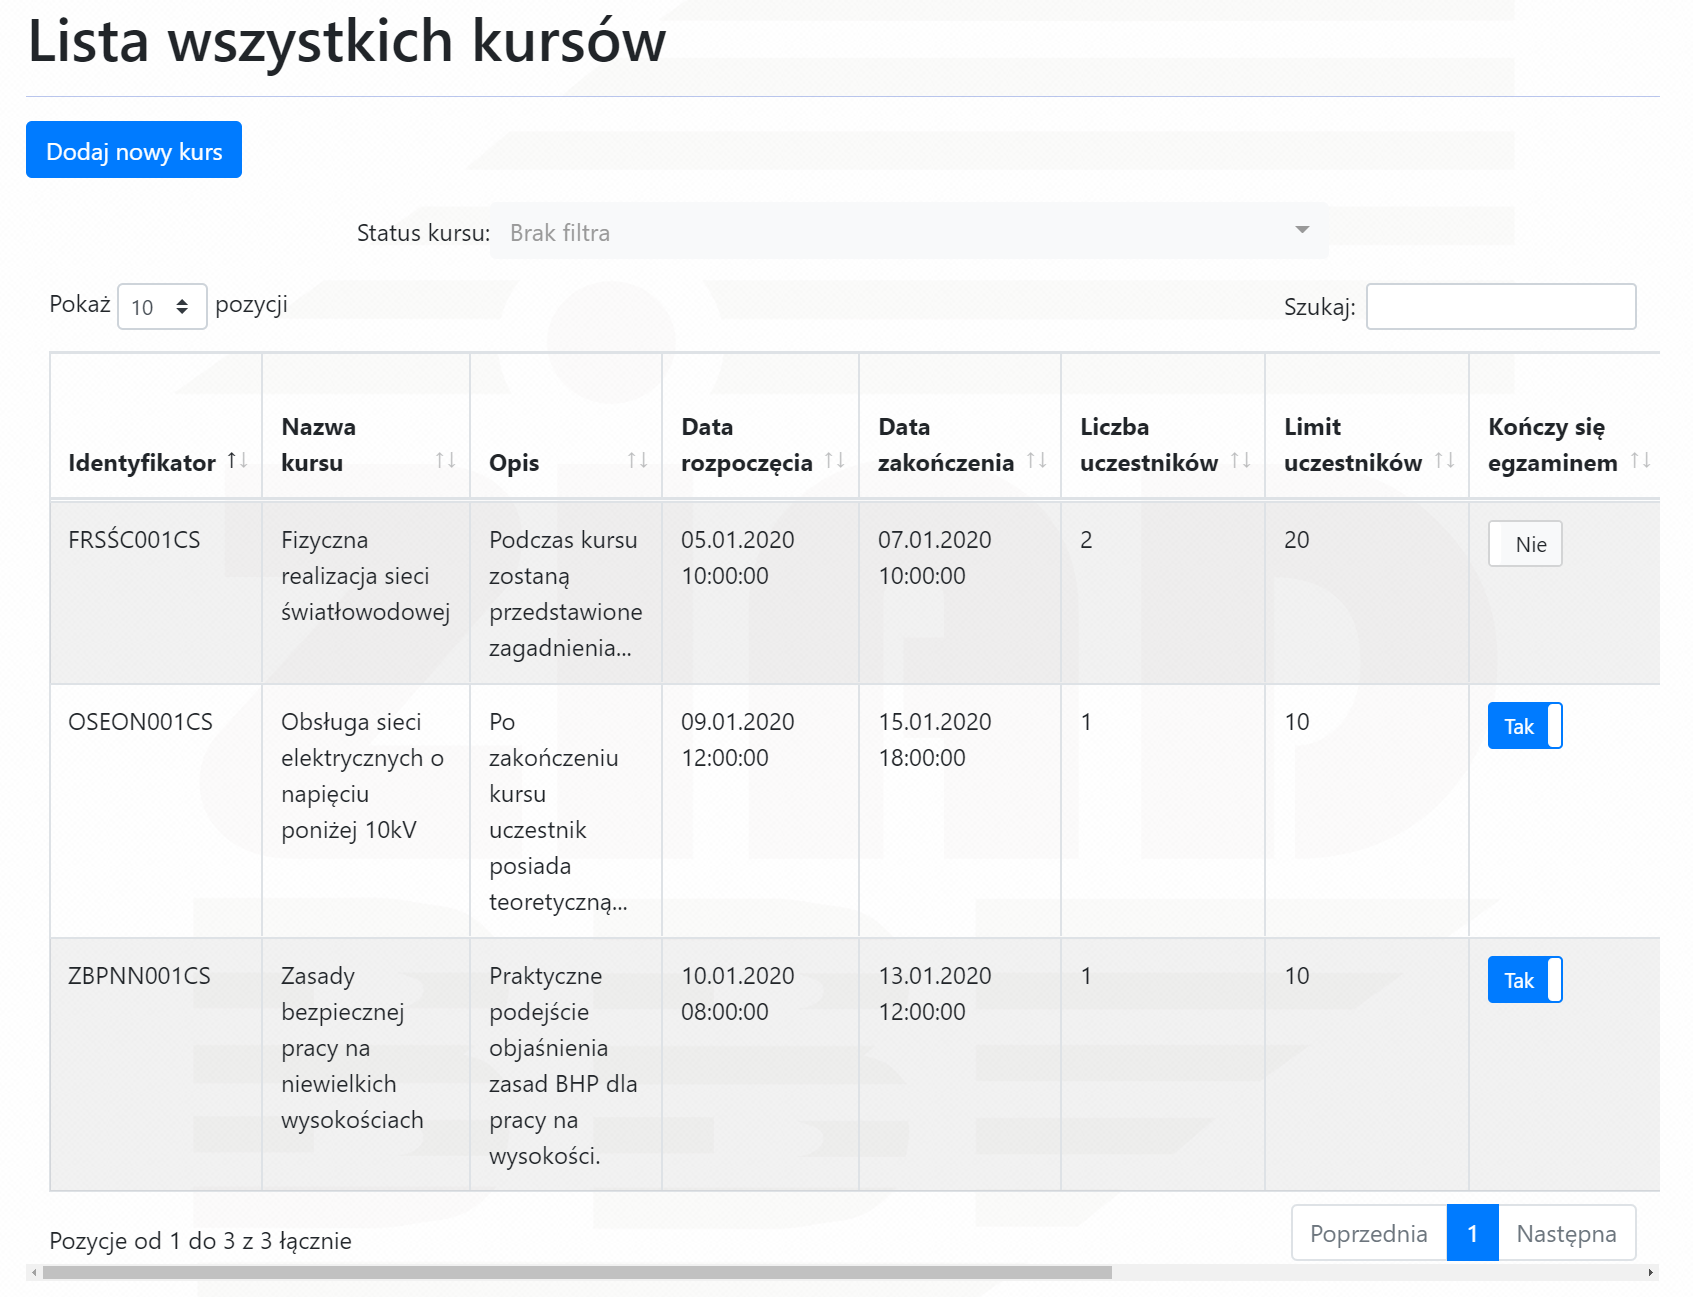 Lista wszystkich kursów
Dodaj nowy kurs
Status kursu: Brak filtra
Pokaż 10 pozycji
Szukaj:
Identyfikator
Nazwa
kursu
Opis
Data
rozpoczęcia
Data
zakończenia
Liczba
uczestników
Limit
uczestników
Kończy się
egzaminem
FRSŚC001CS
Fizyczna
realizacja sieci
światłowodowej
Podczas kursu
zostaną
przedstawione
zagadnienia...
05.01.2020
10:00:00
07.01.2020
10:00:00
2
20
Nie
OSEON001CS
Obsługa sieci
elektrycznych o
napięciu
poniżej 10kV
Po
zakończeniu
kursu
uczestnik
posiada
teoretyczną...
09.01.2020
12:00:00
15.01.2020
18:00:00
1
10
Tak
ZBPNN001CS
Zasady
bezpiecznej
pracy na
niewielkich
wysokościach
Praktyczne
podejście
objaśnienia
zasad BHP dla
pracy na
wysokości.
10.01.2020
08:00:00
13.01.2020
12:00:00
1
10
Tak
Pozycje od 1 do 3 z 3 łącznie
Poprzednia 1 Następna